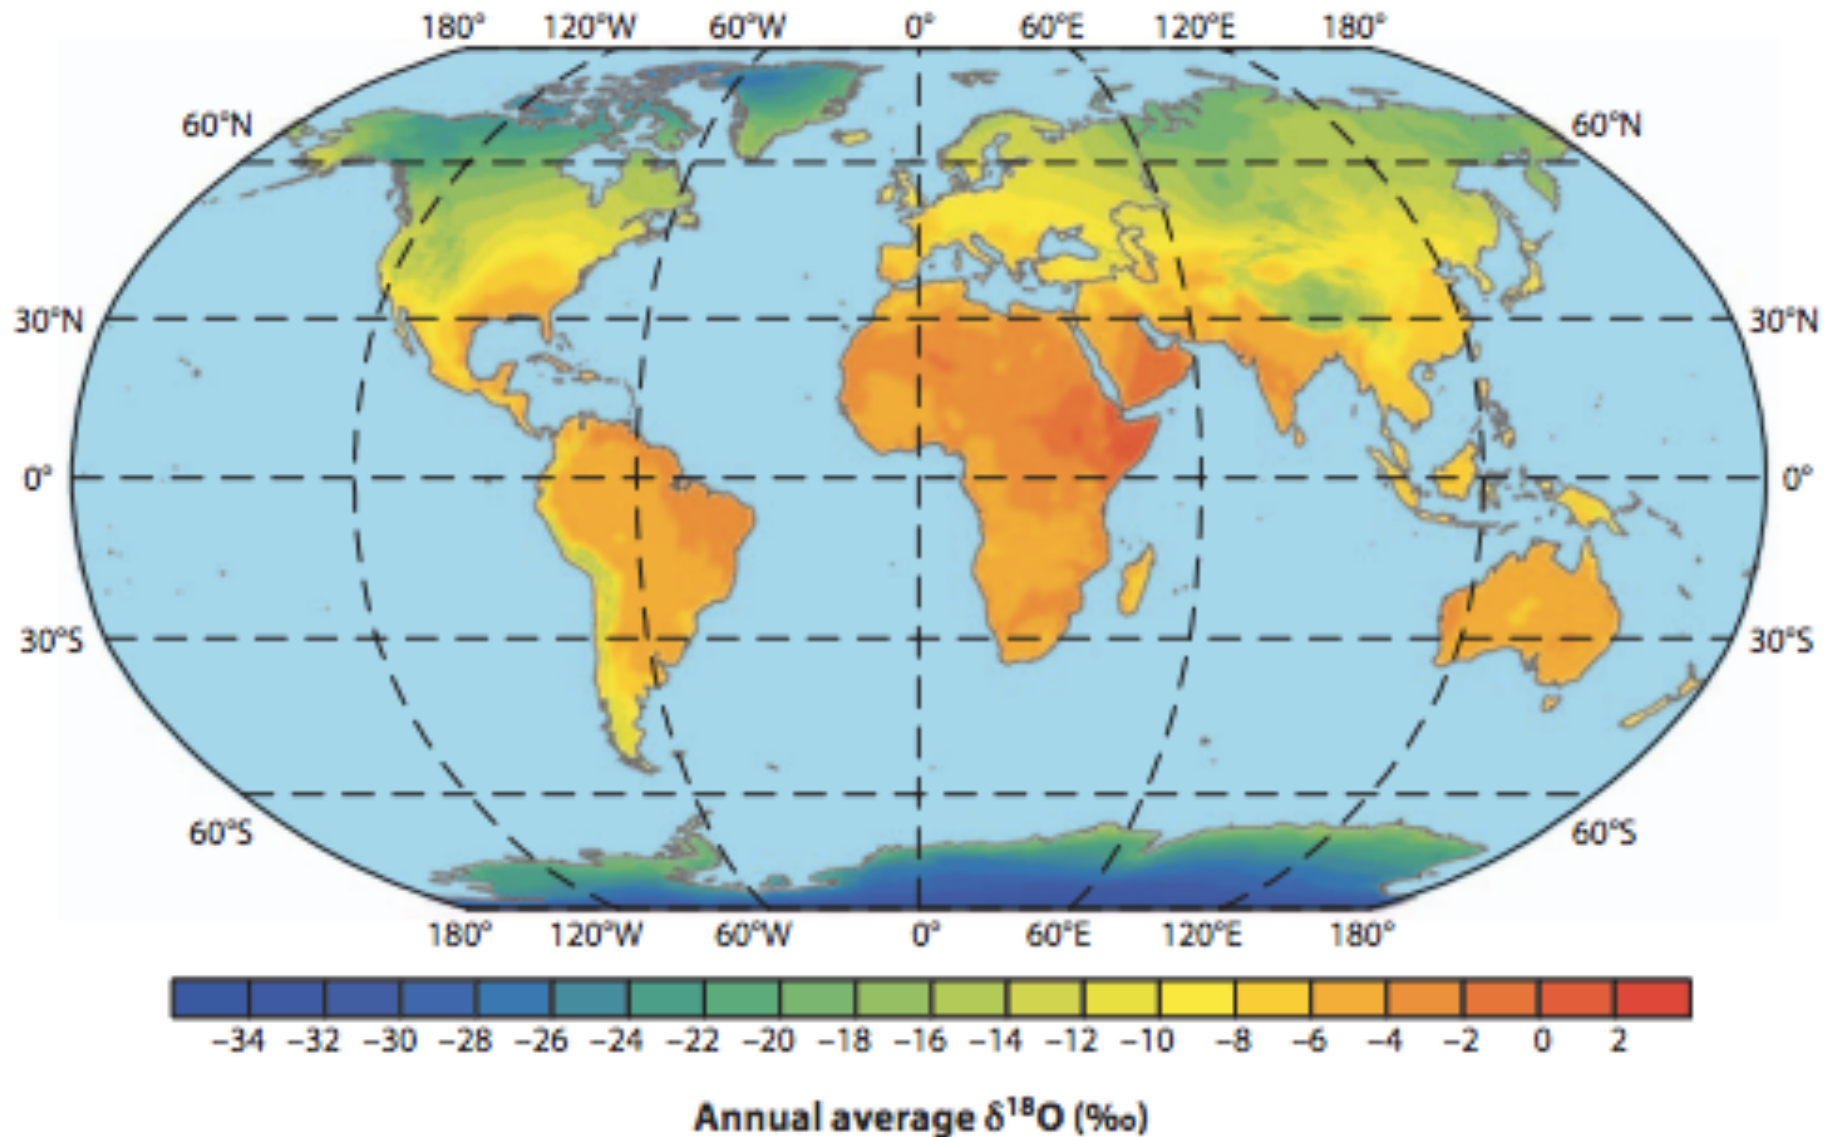 180° 120°W 60°W 0° 60°E 120°E 180°
60°N 60°N
30°N 30°N
0° 0°
30°S 30°S
60°S 60°S
180° 120°W 60°W 0° 60°E 120°E 180°
–34 –32 –30 –28 –26 –24 –22 –20 –18 –16 –14 –12 –10 –8 –6 –4 –2 0 2
Annual average δ¹⁸O (‰)